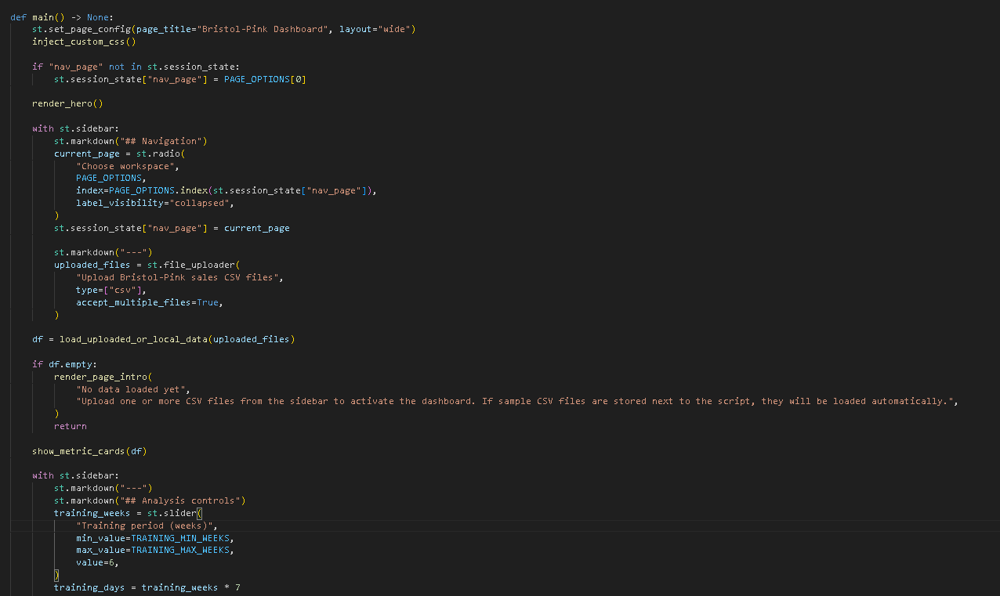 def main() -> None:
    st.set_page_config(page_title="Bristol-Pink Dashboard", layout="wide")
    inject_custom_css()

    if "nav_page" not in st.session_state:
        st.session_state["nav_page"] = PAGE_OPTIONS[0]

    render_hero()

    with st.sidebar:
        st.markdown("## Navigation")
        current_page = st.radio(
            "Choose workspace",
            PAGE_OPTIONS,
            index=PAGE_OPTIONS.index(st.session_state["nav_page"]),
            label_visibility="collapsed",
        )
        st.session_state["nav_page"] = current_page

        st.markdown("---")
        uploaded_files = st.file_uploader(
            "Upload Bristol-Pink sales CSV files",
            type=["csv"],
            accept_multiple_files=True,
        )

    df = load_uploaded_or_local_data(uploaded_files)

    if df.empty:
        render_page_intro(
            "No data loaded yet",
            "Upload one or more CSV files from the sidebar to activate the dashboard. If sample CSV files are stored next to the script, they will be loaded automatically.",
        )
        return

    show_metric_cards(df)

    with st.sidebar:
        st.markdown("---")
        st.markdown("## Analysis controls")
        training_weeks = st.slider(
            "Training period (weeks)",
            min_value=TRAINING_MIN_WEEKS,
            max_value=TRAINING_MAX_WEEKS,
            value=6,
        )
        training_days = training_weeks * 7